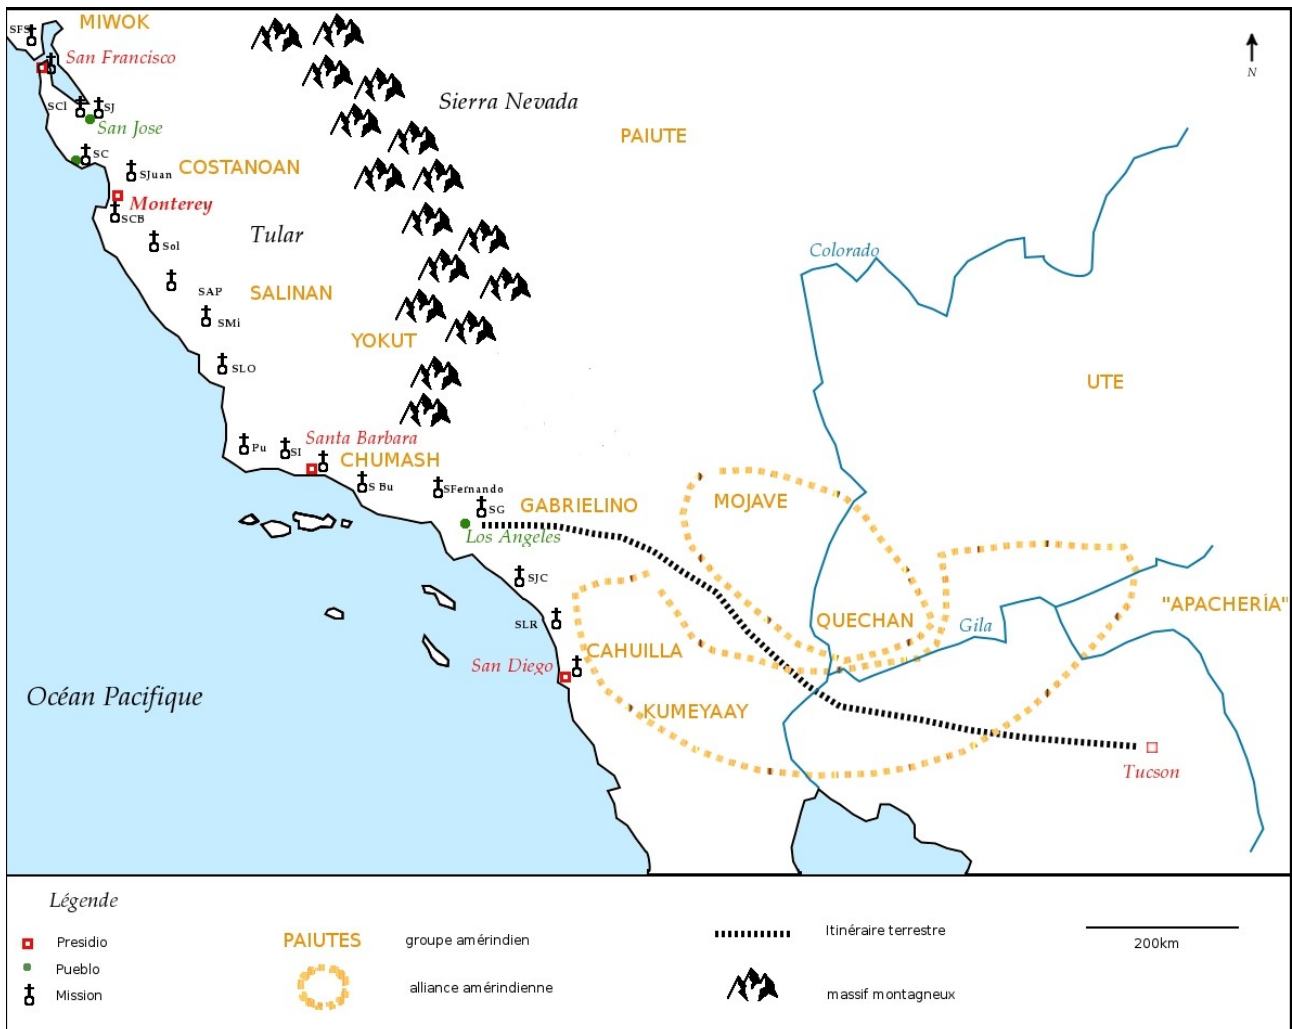 SFS
MIWOK
San Francisco
N
Sierra Nevada
SCl
SJ
San Jose
PAIUTE
SC
COSTANOAN
SJuan
Monterey
SCB
Tular
Sol
Colorado
SAP
SALINAN
SMi
YOKUT
SLO
UTE
Santa Barbara
Pu
SI
CHUMASH
S Bu
SFernando
SG
GABRIELINO
MOJAVE
Los Angeles
SJC
"APACHERÍA"
SLR
QUECHAN
Gila
CAHUILLA
San Diego
Océan Pacifique
KUMEYAAY
Tucson
Légende
Presidio
PAIUTES
groupe amérindien
Itinéraire terrestre
200km
Pueblo
alliance amérindienne
Mission
massif montagneux